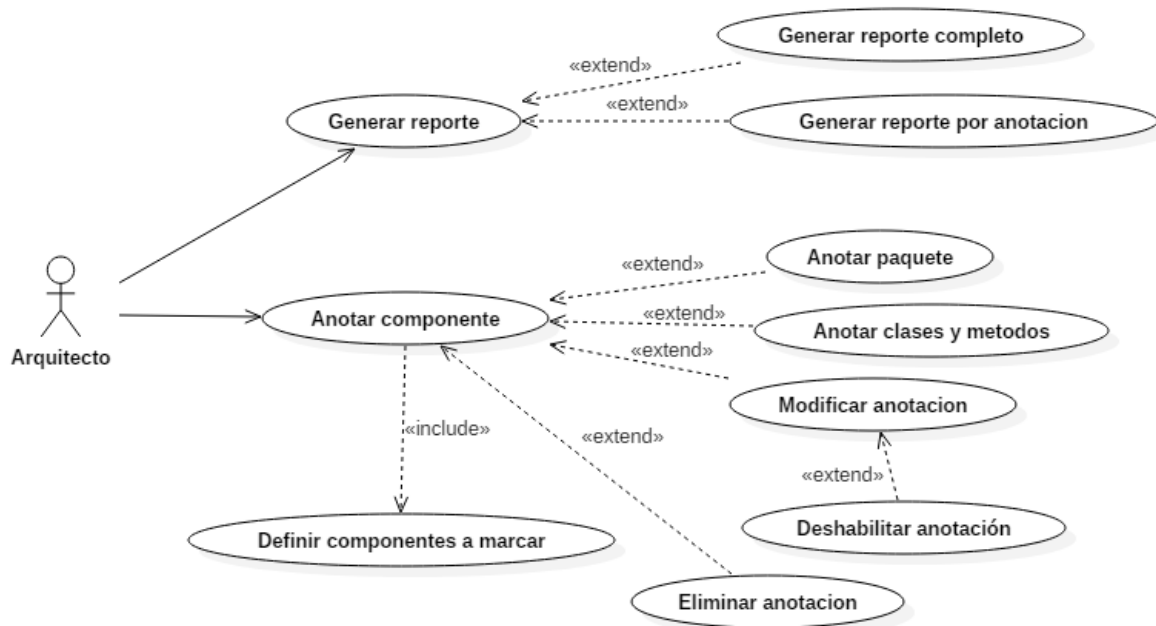 Generar reporte completo
«extend»
«extend»
Generar reporte
Generar reporte por anotacion
Anotar paquete
«extend»
Anotar componente
«extend»
Anotar clases y metodos
«extend»
Arquitecto
Modificar anotacion
«include»
«extend»
«extend»
Definir componentes a marcar
Deshabilitar anotación
Eliminar anotacion